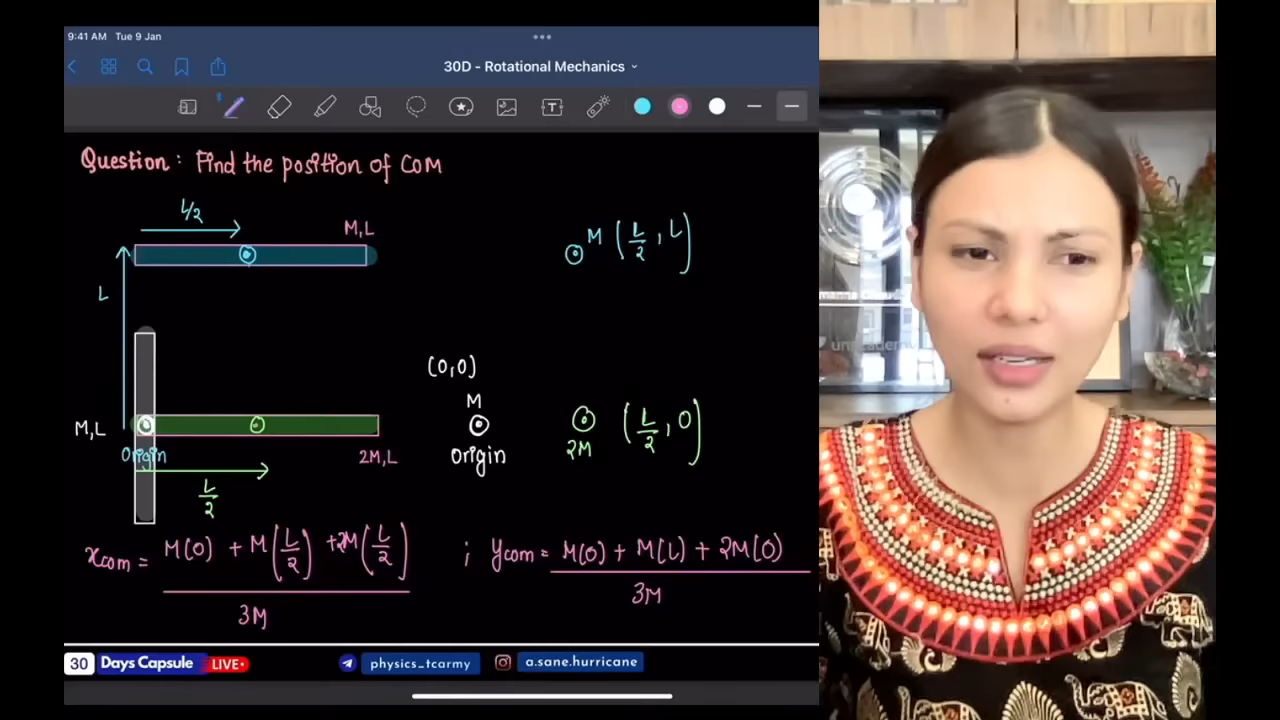 9:41 AM Tue 9 Jan
30D - Rotational Mechanics
Question: Find the position of COM
L/2
M,L
M (L/2, L)
L
(0,0)
M
M,L
Origin
2M,L
Origin
2M (L/2, 0)
L/2
xcom = M(0) + M(L/2) + 2M(L/2) / 3M ; ycom = M(0) + M(L) + 2M(0) / 3M
30 Days Capsule LIVE
physics_tcarmy
a.sane.hurricane
unacademy